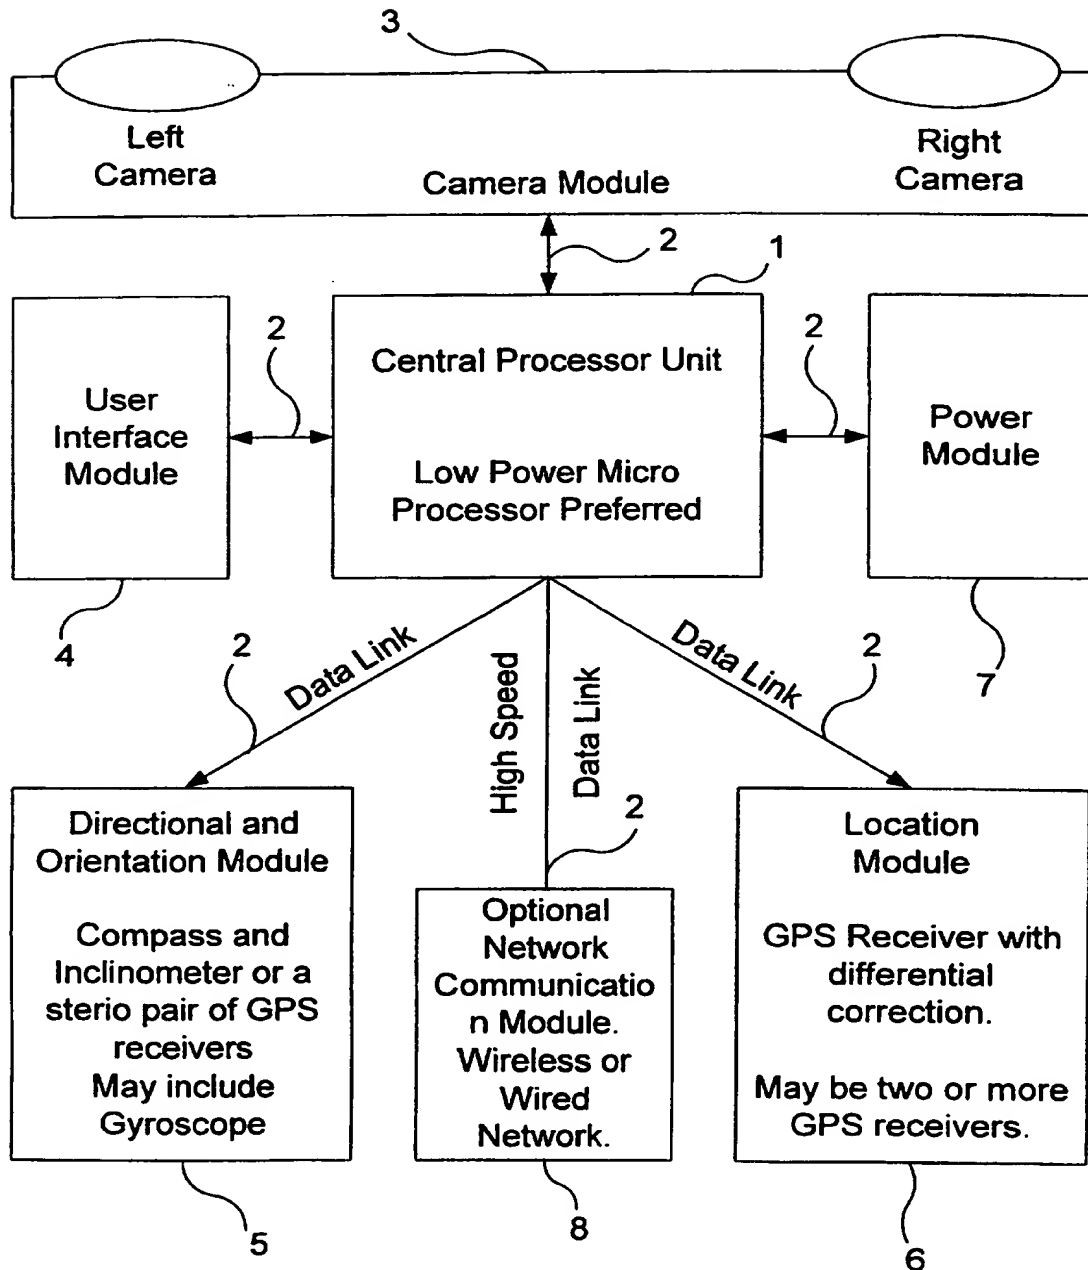 3
Left
Camera
Right
Camera
Camera Module
2
1
2
2
User
Interface
Module
Central Processor Unit
Low Power Micro
Processor Preferred
Power
Module
4
7
2
Data Link
High Speed
Data Link
Data Link
2
2
Directional and
Orientation Module
Compass and
Inclinometer or a
sterio pair of GPS
receivers
May include
Gyroscope
Optional
Network
Communicatio
n Module.
Wireless or
Wired
Network.
Location
Module
GPS Receiver with
differential
correction.
May be two or more
GPS receivers.
5
8
6